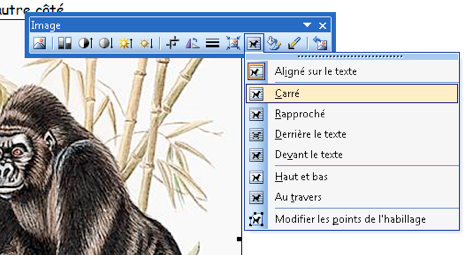 autre côté
Image
Aligné sur le texte
Carré
Rapproché
Derrière le texte
Devant le texte
Haut et bas
Au travers
Modifier les points de l'habillage